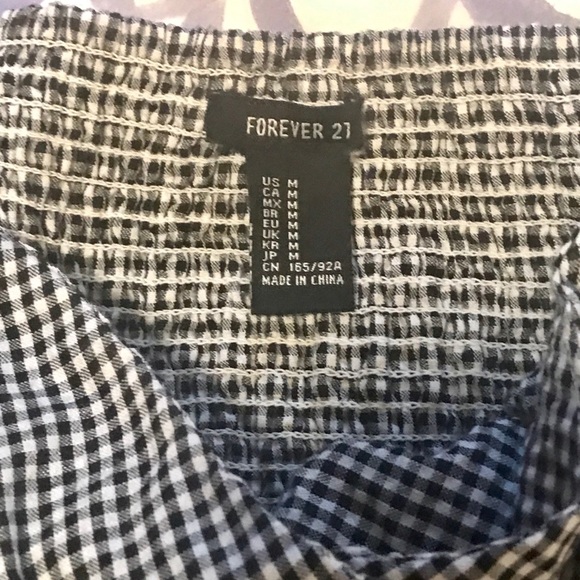 FOREVER 21
US M
CA M
MX M
BR M
EU M
UK M
KR M
JP M
CN 165/92A
MADE IN CHINA